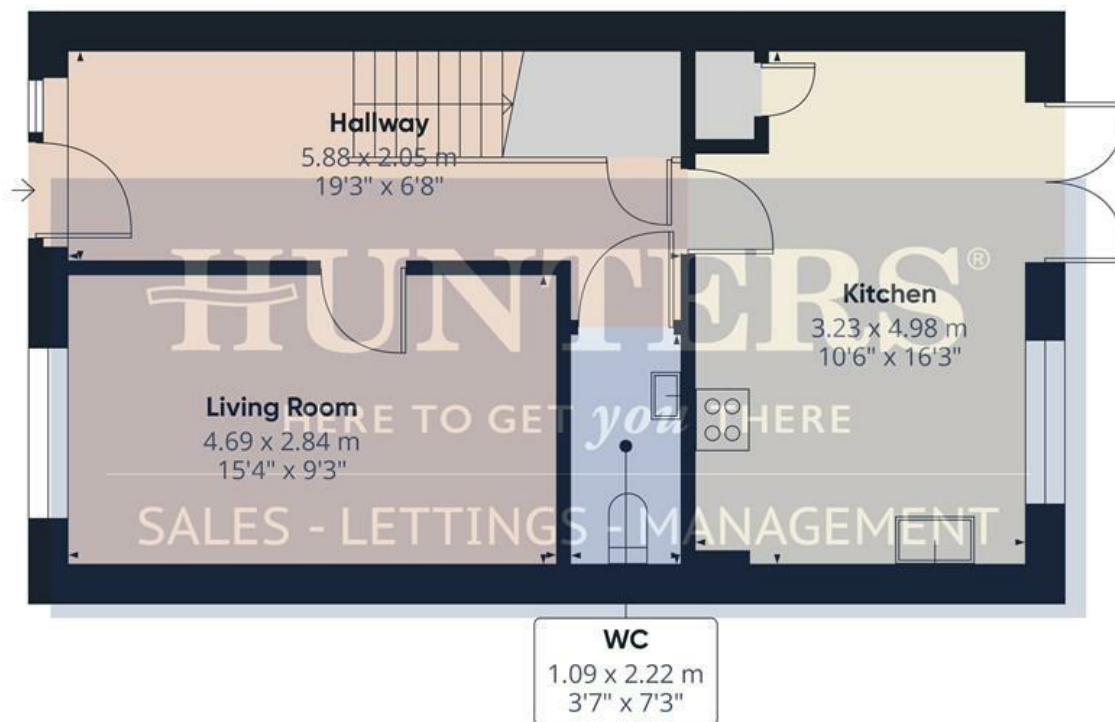 Hallway
5.88 x 2.05 m
19'3" x 6'8"
HUNTERS®
HERE TO GET you THERE
SALES - LETTINGS - MANAGEMENT
Kitchen
3.23 x 4.98 m
10'6" x 16'3"
Living Room
4.69 x 2.84 m
15'4" x 9'3"
WC
1.09 x 2.22 m
3'7" x 7'3"